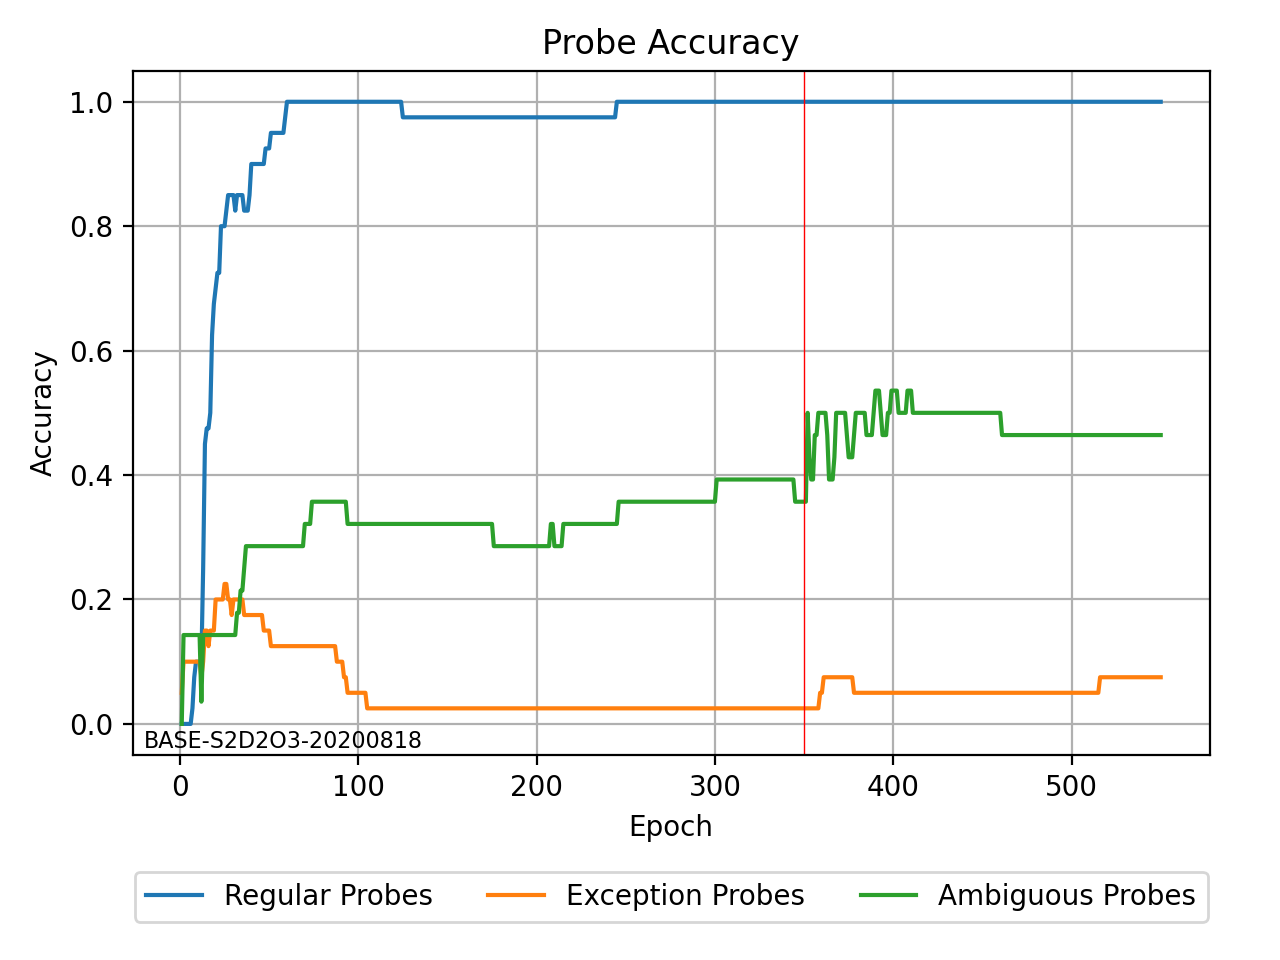 Probe Accuracy
Accuracy
1.0
0.8
0.6
0.4
0.2
0.0
BASE-S2D2O3-20200818
0 100 200 300 400 500
Epoch
Regular Probes Exception Probes Ambiguous Probes